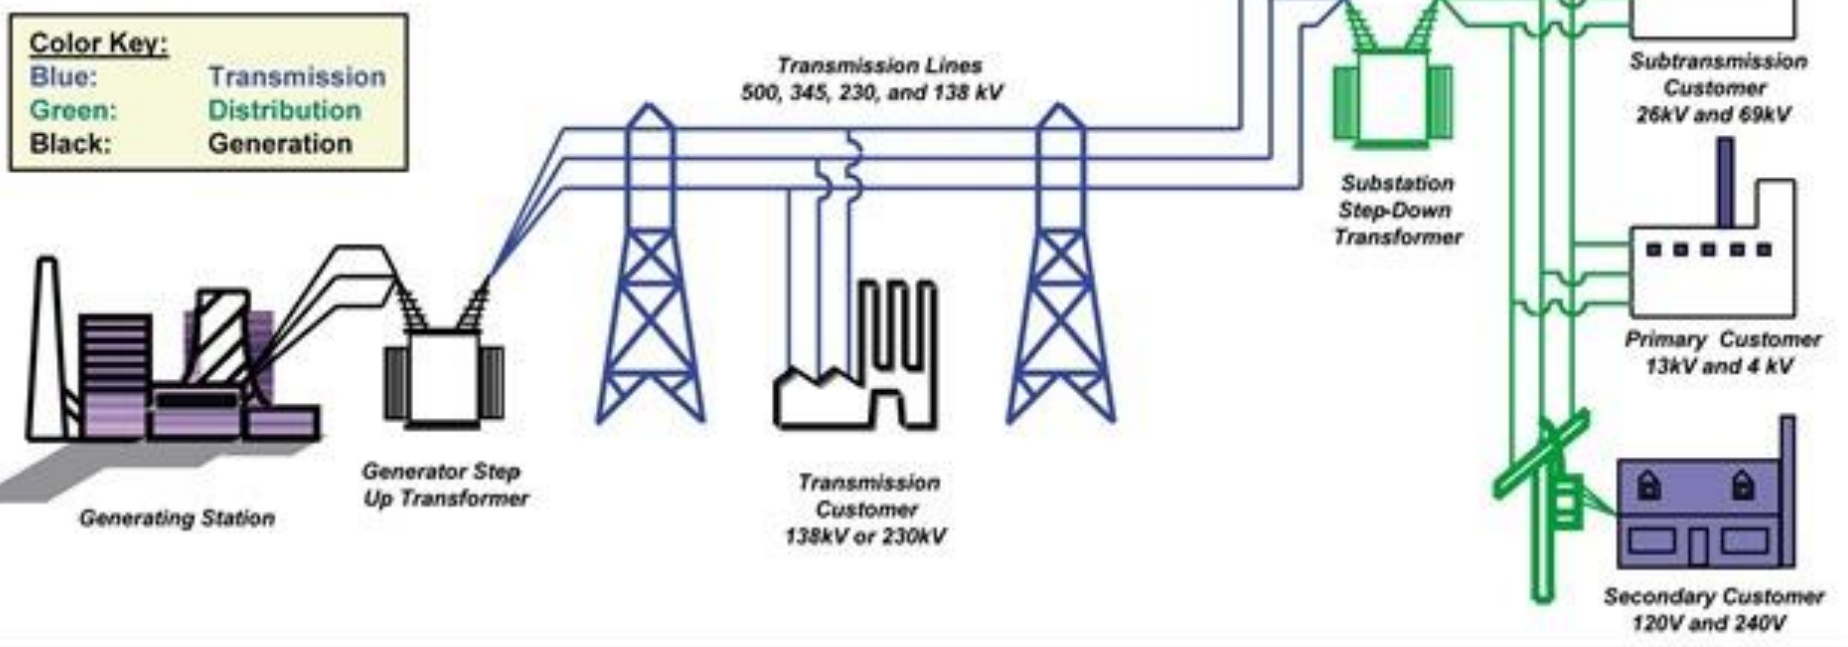 Color Key:
Blue: Transmission
Green: Distribution
Black: Generation
Transmission Lines
500, 345, 230, and 138 kV
Subtransmission
Customer
26kV and 69kV
Substation
Step-Down
Transformer
Primary Customer
13kV and 4 kV
Generating Station
Generator Step
Up Transformer
Transmission
Customer
138kV or 230kV
Secondary Customer
120V and 240V